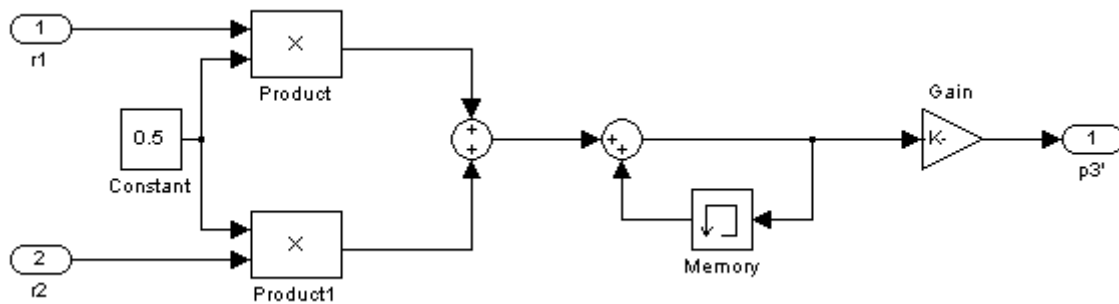 1
r1
×
Product
0.5
Constant
+
+
+
+
Gain
K-
1
p3'
Memory
2
r2
×
Product1